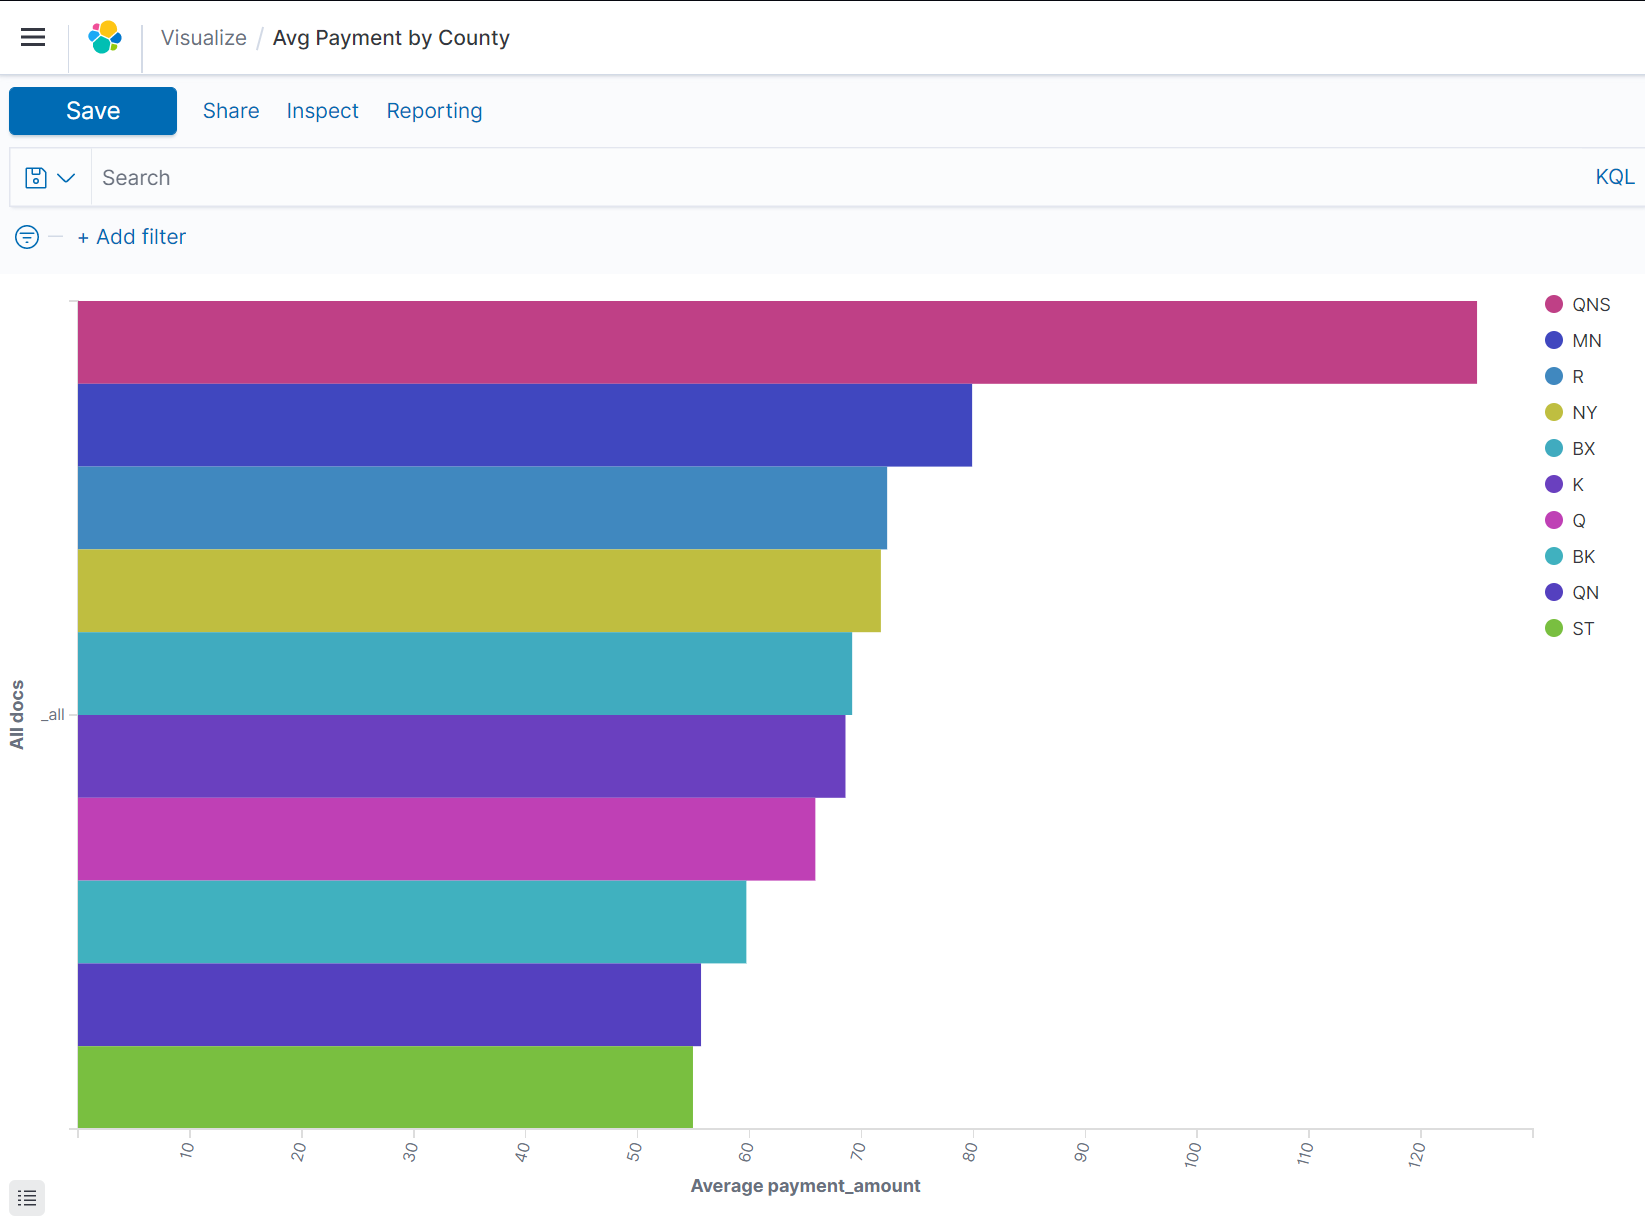 Visualize / Avg Payment by County
Save Share Inspect Reporting
Search KQL
+ Add filter
QNS
MN
R
NY
BX
K
Q
BK
QN
ST
All docs
_all
10 20 30 40 50 60 70 80 90 100 110 120
Average payment_amount